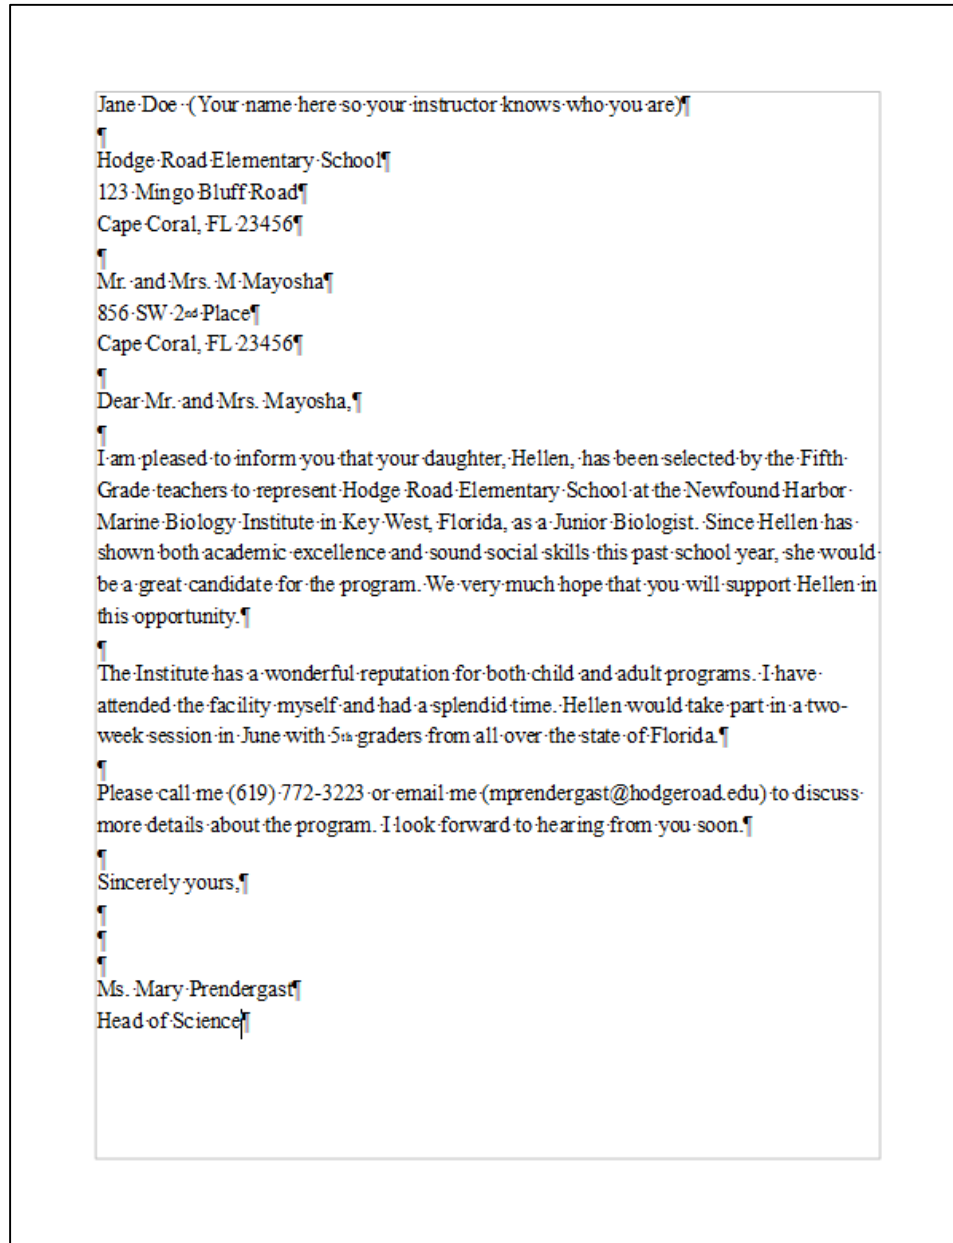 Jane Doe (Your name here so your instructor knows who you are)¶
¶
Hodge Road Elementary School¶
123 Mingo Bluff Road¶
Cape Coral, FL 23456¶
¶
Mr. and Mrs. M Mayosha¶
856 SW 2nd Place¶
Cape Coral, FL 23456¶
¶
Dear Mr. and Mrs. Mayosha,¶
¶
I am pleased to inform you that your daughter, Hellen, has been selected by the Fifth
Grade teachers to represent Hodge Road Elementary School at the Newfound Harbor
Marine Biology Institute in Key West, Florida, as a Junior Biologist. Since Hellen has
shown both academic excellence and sound social skills this past school year, she would
be a great candidate for the program. We very much hope that you will support Hellen in
this opportunity.¶
¶
The Institute has a wonderful reputation for both child and adult programs. I have
attended the facility myself and had a splendid time. Hellen would take part in a two-
week session in June with 5th graders from all over the state of Florida.¶
¶
Please call me (619) 772-3223 or email me (mprendergast@hodgeroad.edu) to discuss
more details about the program. I look forward to hearing from you soon.¶
¶
Sincerely yours,¶
¶
¶
¶
Ms. Mary Prendergast¶
Head of Science¶